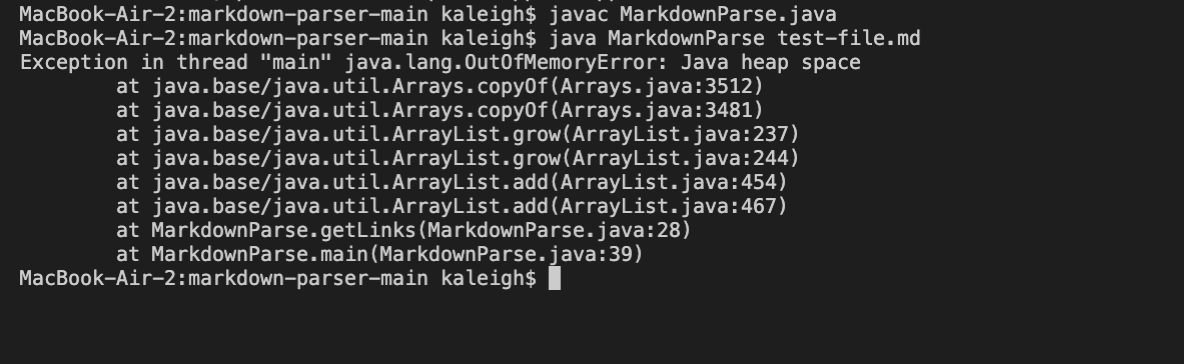 MacBook-Air-2:markdown-parser-main kaleigh$ javac MarkdownParse.java
MacBook-Air-2:markdown-parser-main kaleigh$ java MarkdownParse test-file.md
Exception in thread "main" java.lang.OutOfMemoryError: Java heap space
        at java.base/java.util.Arrays.copyOf(Arrays.java:3512)
        at java.base/java.util.Arrays.copyOf(Arrays.java:3481)
        at java.base/java.util.ArrayList.grow(ArrayList.java:237)
        at java.base/java.util.ArrayList.grow(ArrayList.java:244)
        at java.base/java.util.ArrayList.add(ArrayList.java:454)
        at java.base/java.util.ArrayList.add(ArrayList.java:467)
        at MarkdownParse.getLinks(MarkdownParse.java:28)
        at MarkdownParse.main(MarkdownParse.java:39)
MacBook-Air-2:markdown-parser-main kaleigh$